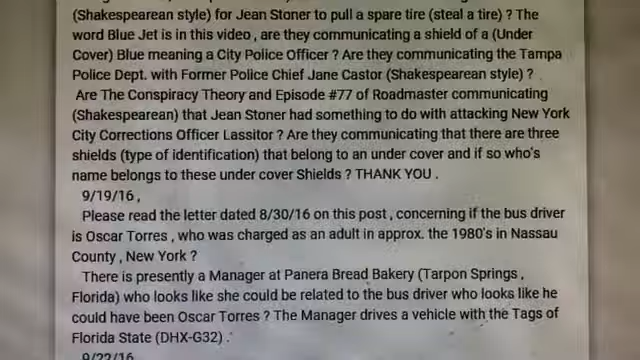 (Shakespearean style) for Jean Stoner to pull a spare tire (steal a tire) ? The
word Blue Jet is in this video , are they communicating a shield of a (Under
Cover) Blue meaning a City Police Officer ? Are they communicating the Tampa
Police Dept. with Former Police Chief Jane Castor (Shakespearean style) ?
Are The Conspiracy Theory and Episode #77 of Roadmaster communicating
(Shakespearean) that Jean Stoner had something to do with attacking New York
City Corrections Officer Lassitor ? Are they communicating that there are three
shields (type of identification) that belong to an under cover and if so who's
name belongs to these under cover Shields ? THANK YOU .
9/19/16 ,
Please read the letter dated 8/30/16 on this post , concerning if the bus driver
is Oscar Torres , who was charged as an adult in approx. the 1980's in Nassau
County , New York ?
There is presently a Manager at Panera Bread Bakery (Tarpon Springs ,
Florida) who looks like she could be related to the bus driver who looks like he
could have been Oscar Torres ? The Manager drives a vehicle with the Tags of
Florida State (DHX-G32) .
9/22/16